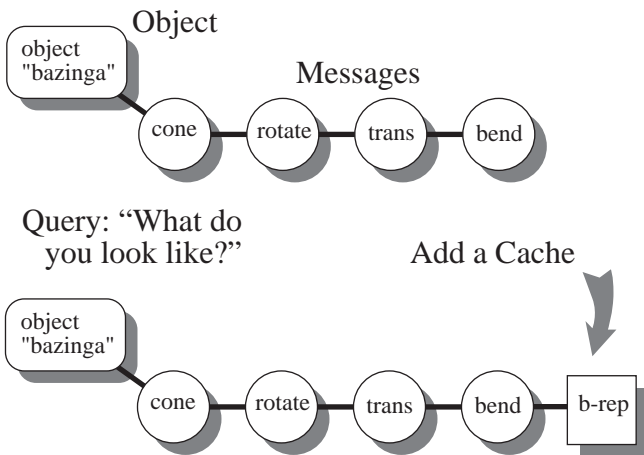 Object
object
"bazinga"
Messages
cone rotate trans bend
Query: “What do
you look like?”
Add a Cache
object
"bazinga"
cone rotate trans bend b-rep